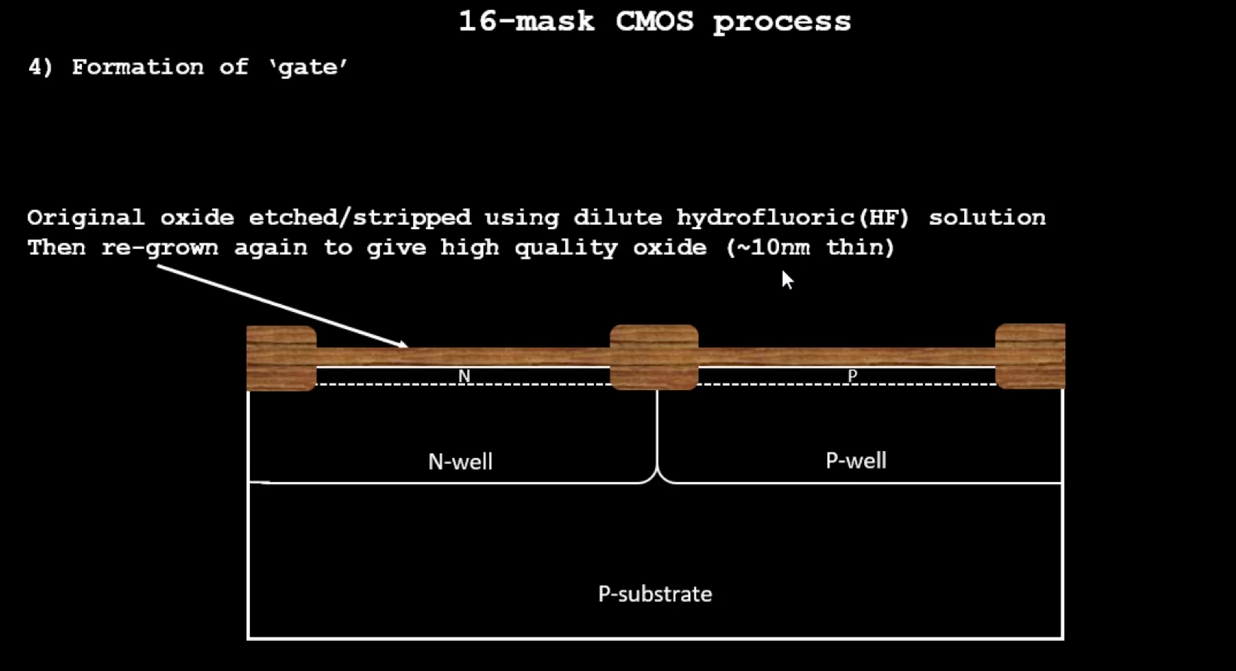 16-mask CMOS process
4) Formation of ‘gate’
Original oxide etched/stripped using dilute hydrofluoric(HF) solution
Then re-grown again to give high quality oxide (~10nm thin)
N
P
N-well
P-well
P-substrate